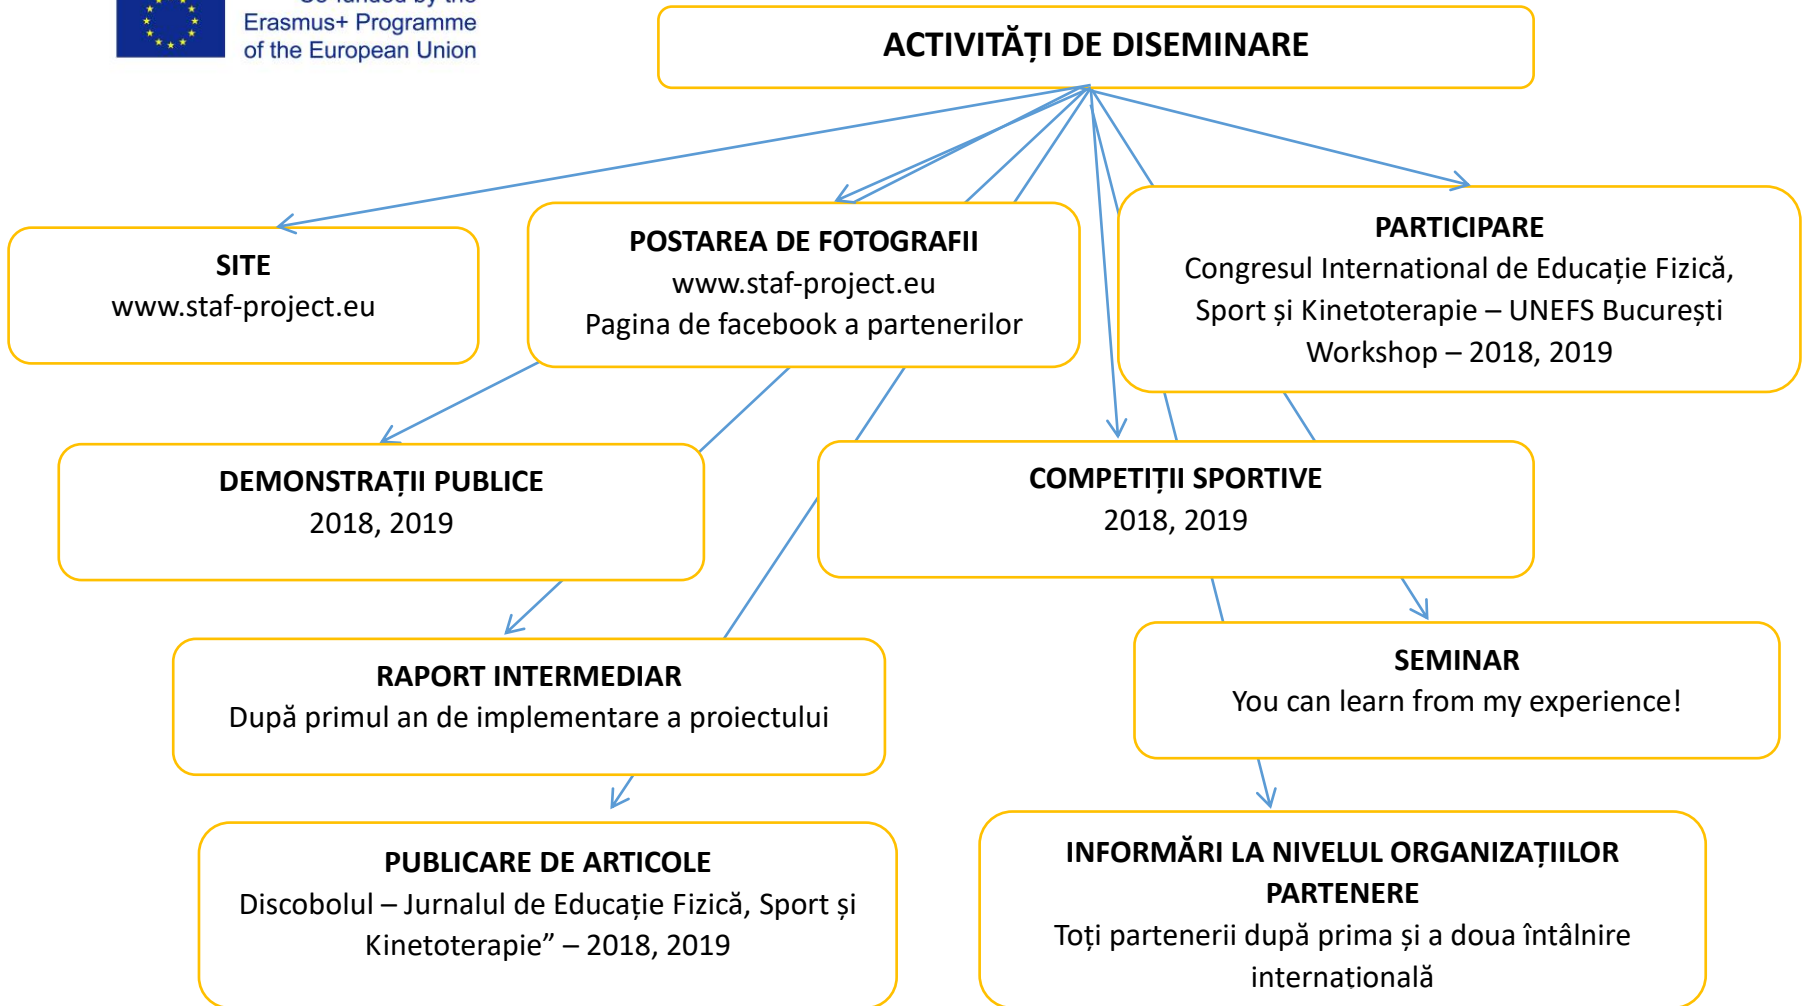 Co-funded by the
Erasmus+ Programme
of the European Union
ACTIVITĂȚI DE DISEMINARE
SITE
www.staf-project.eu
POSTAREA DE FOTOGRAFII
www.staf-project.eu
Pagina de facebook a partenerilor
PARTICIPARE
Congresul International de Educație Fizică,
Sport și Kinetoterapie – UNEFS București
Workshop – 2018, 2019
DEMONSTRAȚII PUBLICE
2018, 2019
COMPETIȚII SPORTIVE
2018, 2019
RAPORT INTERMEDIAR
După primul an de implementare a proiectului
SEMINAR
You can learn from my experience!
PUBLICARE DE ARTICOLE
Discobolul – Jurnalul de Educație Fizică, Sport și
Kinetoterapie” – 2018, 2019
INFORMĂRI LA NIVELUL ORGANIZAȚIILOR
PARTENERE
Toți partenerii după prima și a doua întâlnire
internațională